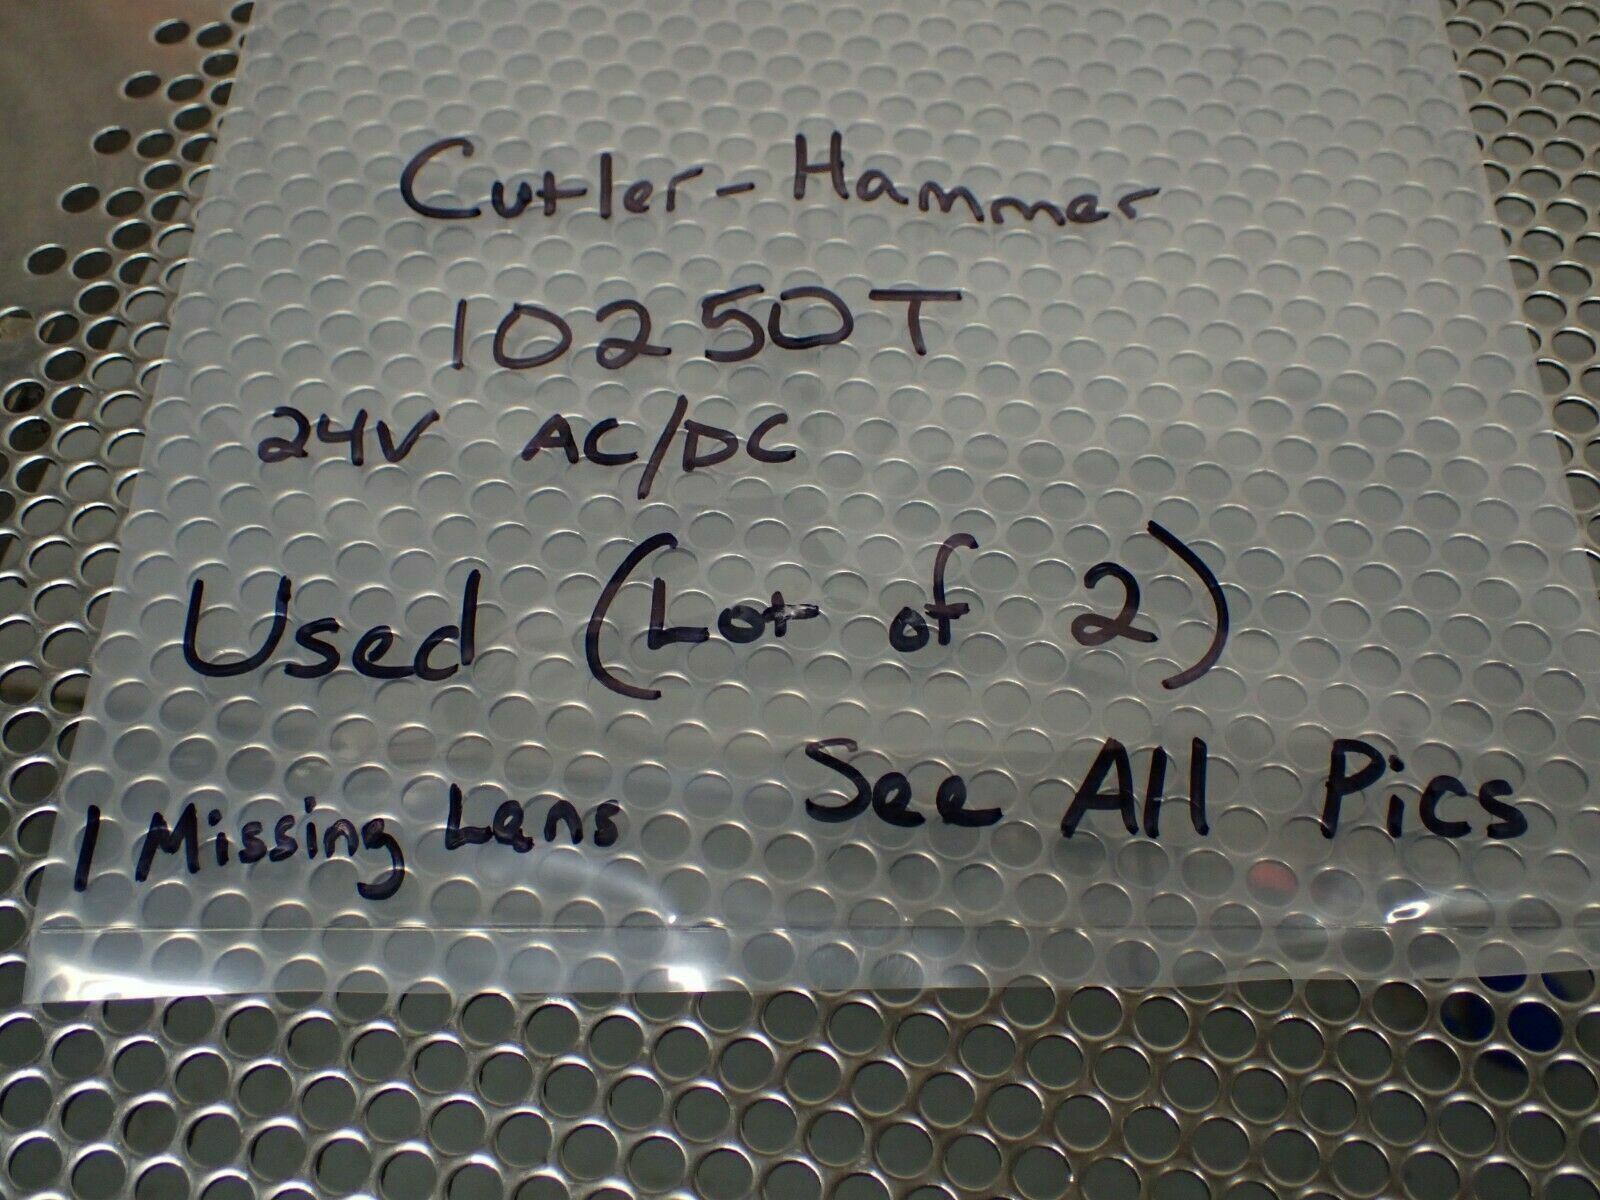 Cutler-Hammer
10250T
24V AC/DC
Used (Lot of 2)
1 Missing Lens See All Pics